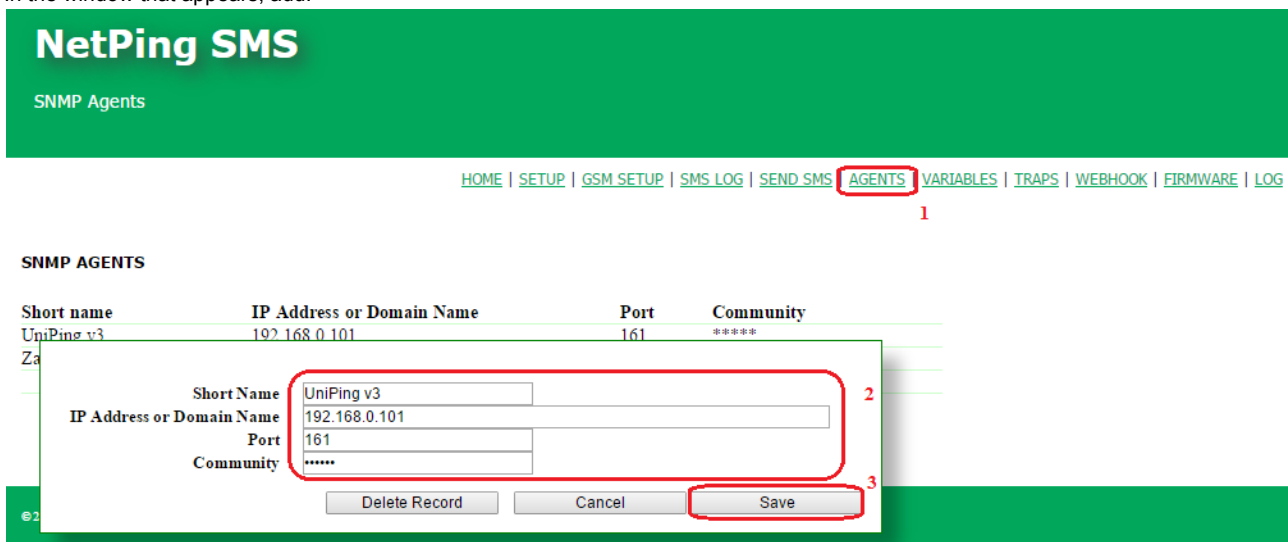 NetPing SMS
SNMP Agents
HOME | SETUP | GSM SETUP | SMS LOG | SEND SMS | AGENTS | VARIABLES | TRAPS | WEBHOOK | FIRMWARE | LOG
1
SNMP AGENTS
Short name IP Address or Domain Name Port Community
UniPing v3 192.168.0.101 161 *****
Za
Short Name UniPing v3 2
IP Address or Domain Name 192.168.0.101
Port 161
Community ••••••
3
Delete Record Cancel Save
©2